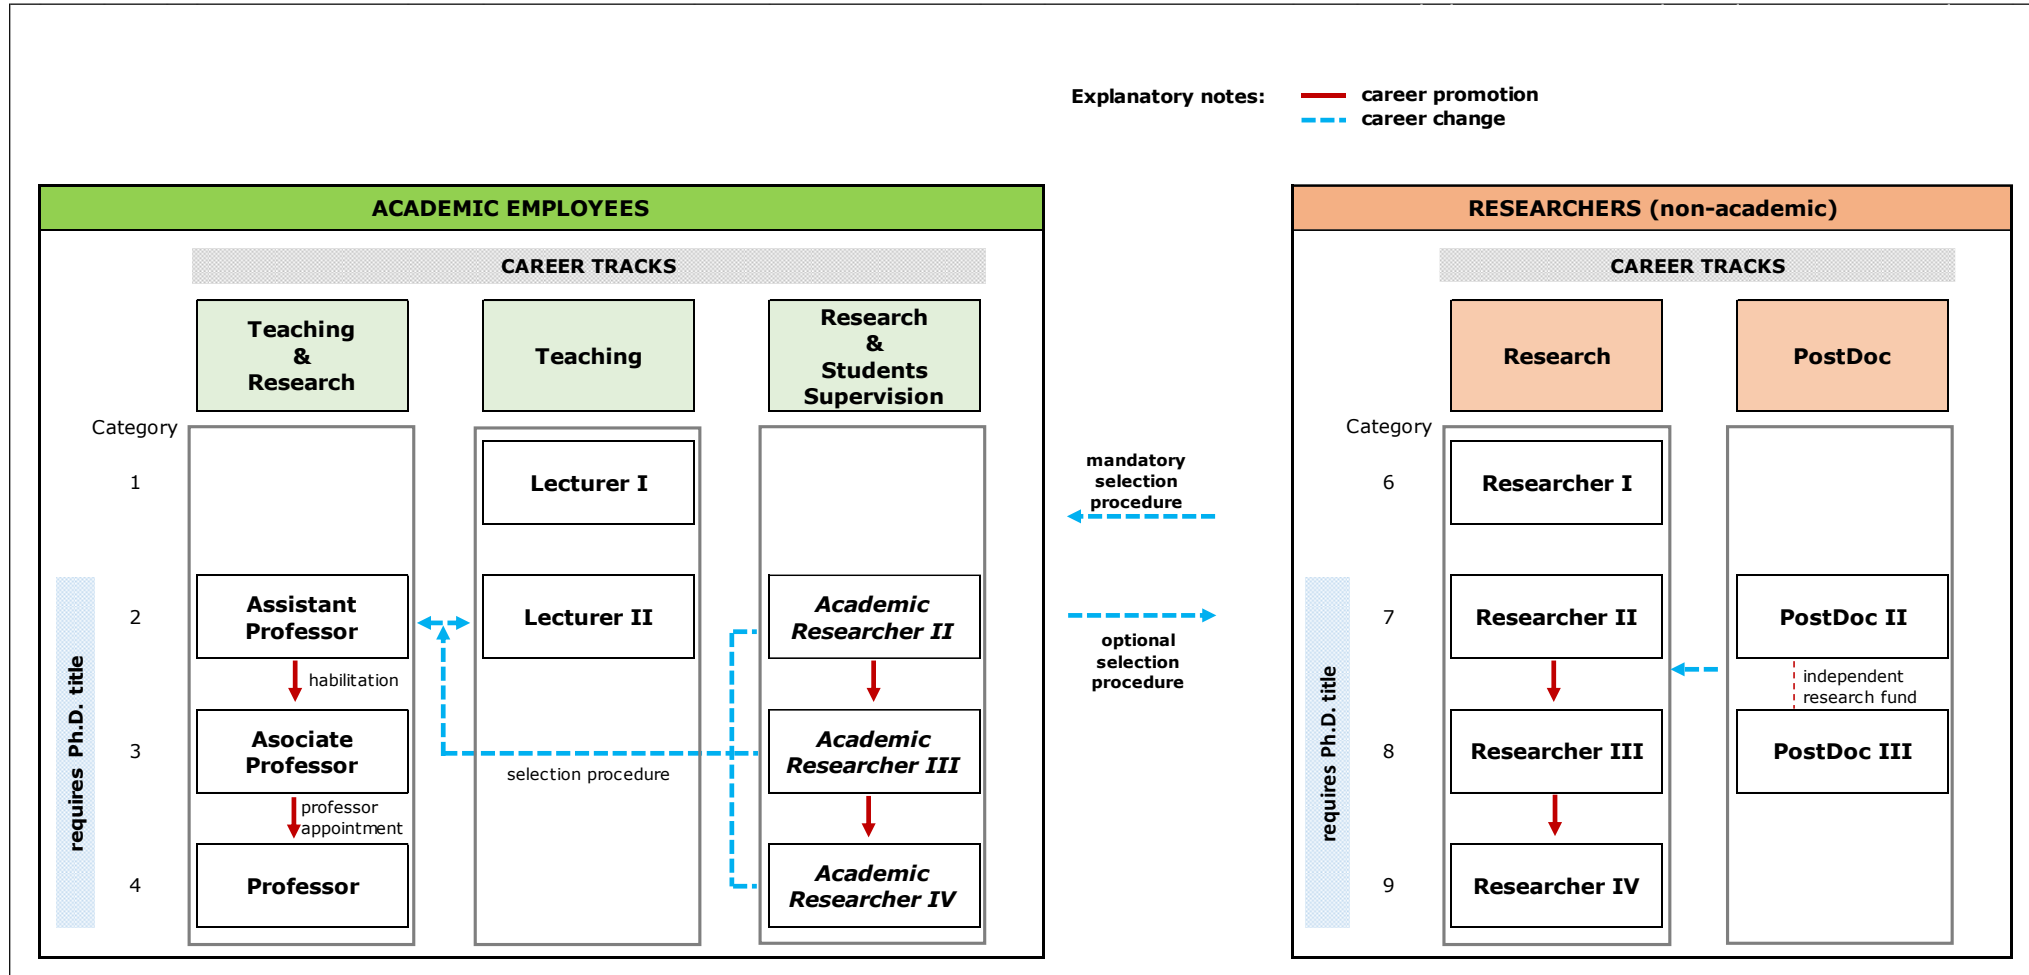 Explanatory notes:
career promotion
career change
ACADEMIC EMPLOYEES
CAREER TRACKS
Teaching
&
Research
Teaching
Research
&
Students
Supervision
Category
1
2
3
4
requires Ph.D. title
Lecturer I
Assistant
Professor
Lecturer II
Academic
Researcher II
habilitation
Asociate
Professor
selection procedure
Academic
Researcher III
professor
appointment
Professor
Academic
Researcher IV
mandatory
selection
procedure
optional
selection
procedure
RESEARCHERS (non-academic)
CAREER TRACKS
Research
PostDoc
Category
6
7
8
9
requires Ph.D. title
Researcher I
Researcher II
PostDoc II
independent
research fund
Researcher III
PostDoc III
Researcher IV